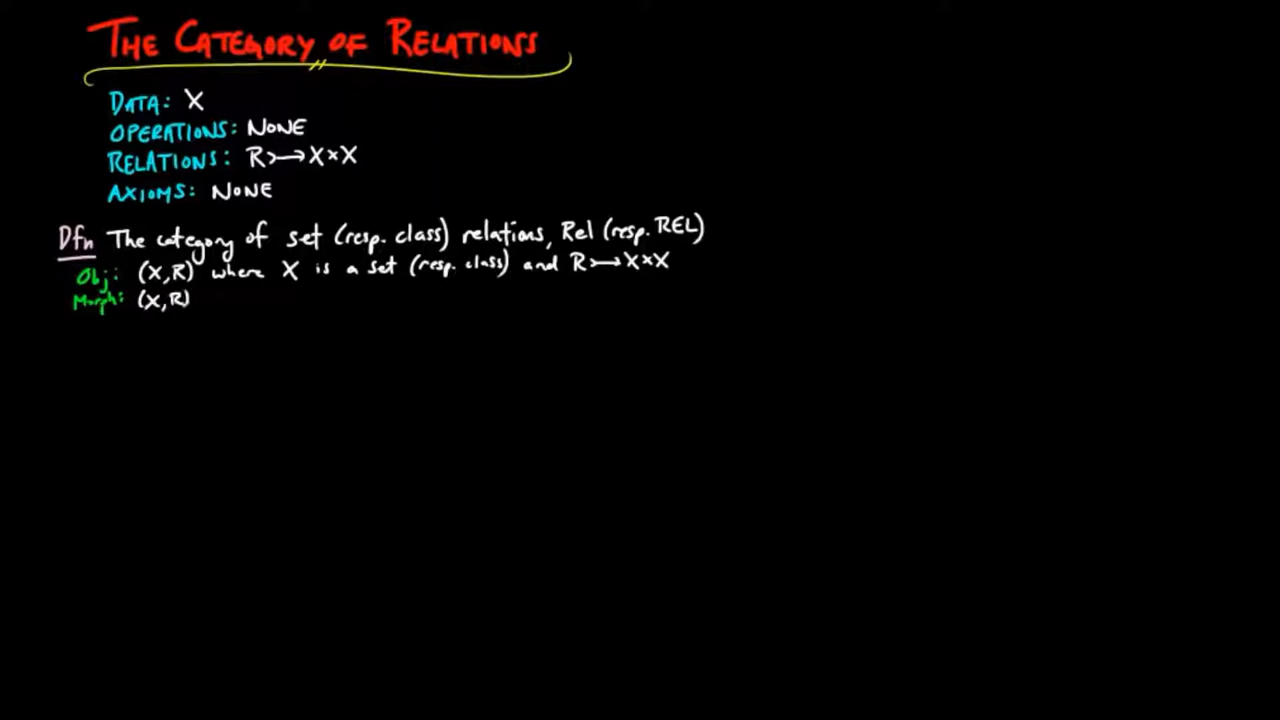 THE CATEGORY OF RELATIONS
DATA: X
OPERATIONS: NONE
RELATIONS: R↣X×X
AXIOMS: NONE
Dfn The category of set (resp. class) relations, Rel (resp. REL)
Obj: (X,R) where X is a set (resp. class) and R↣X×X
Morph: (X,R)